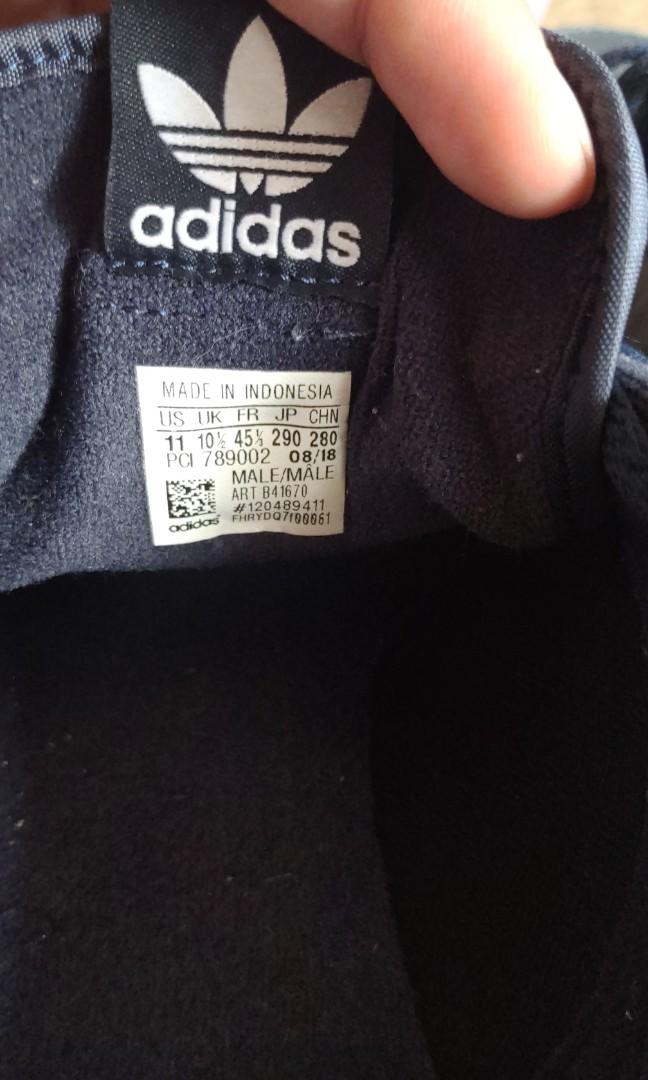 adidas
MADE IN INDONESIA
US UK FR JP CHN
11 10½ 45⅓ 290 280
PCI 789002 08/18
MALE/MÂLE
ART B41670
#120489411
adidas